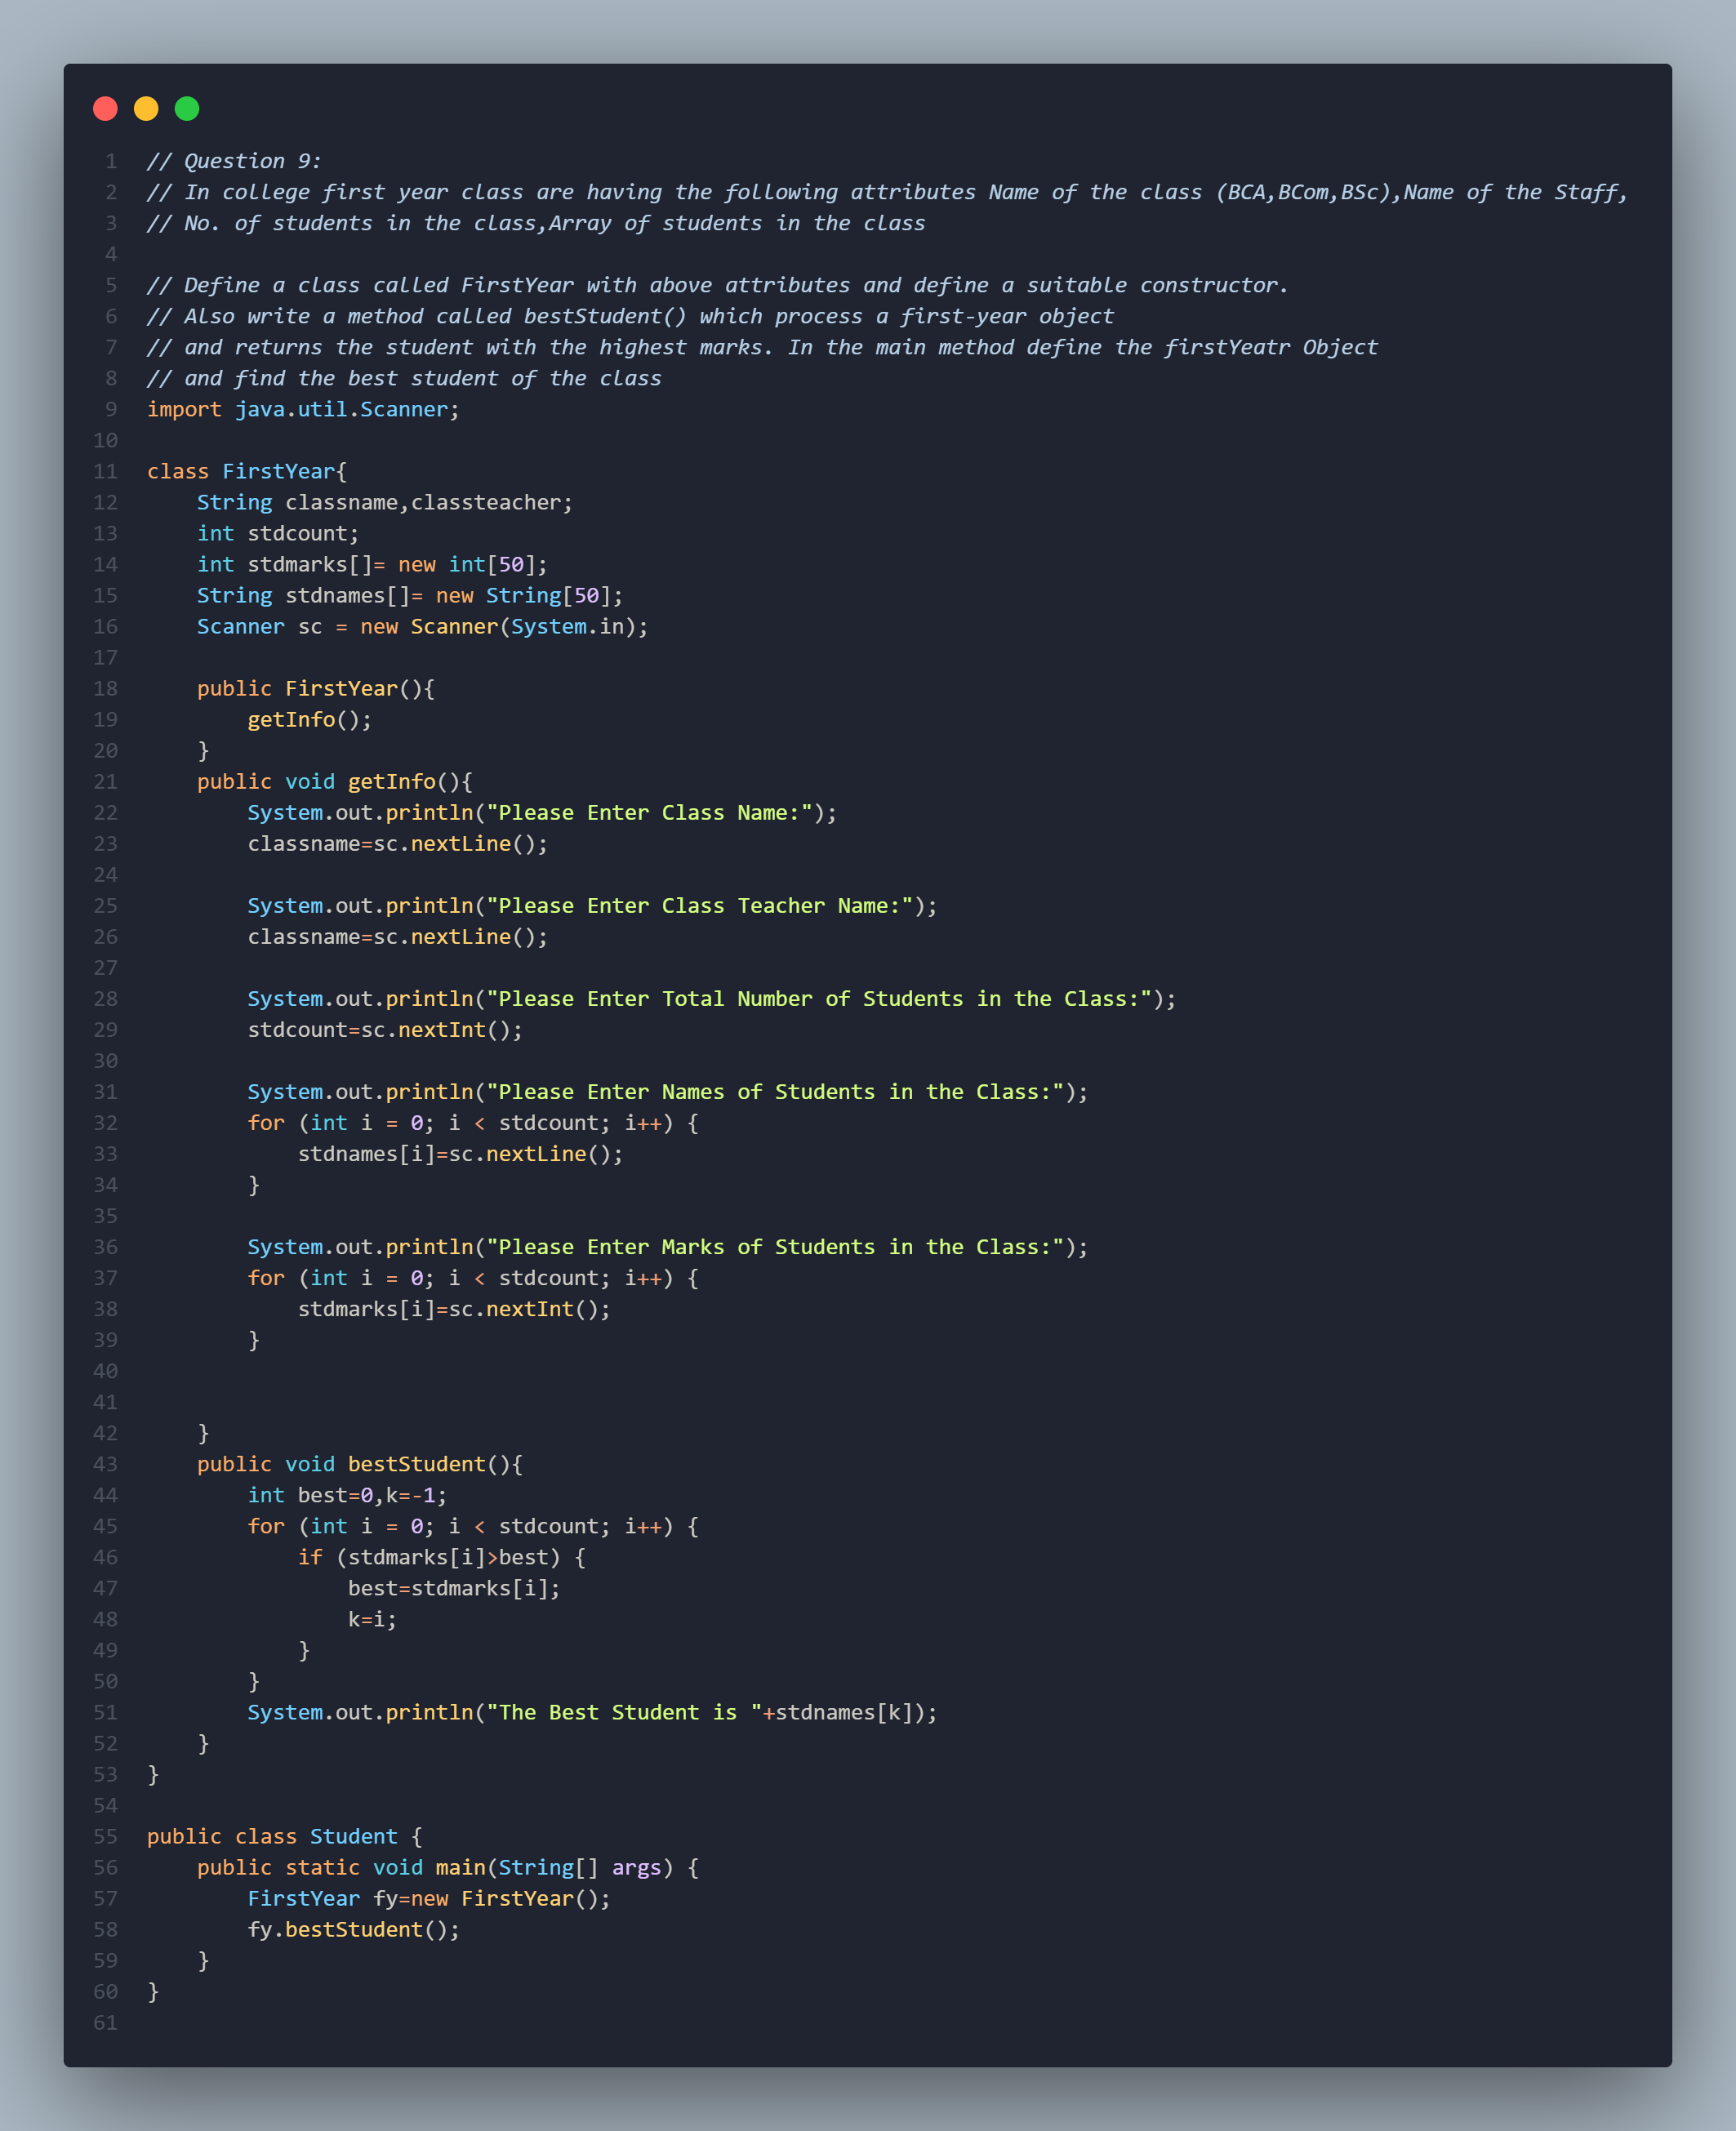 1 // Question 9:
2 // In college first year class are having the following attributes Name of the class (BCA,BCom,BSc),Name of the Staff,
3 // No. of students in the class,Array of students in the class
4
5 // Define a class called FirstYear with above attributes and define a suitable constructor.
6 // Also write a method called bestStudent() which process a first-year object
7 // and returns the student with the highest marks. In the main method define the firstYeatr Object
8 // and find the best student of the class
9 import java.util.Scanner;
10
11 class FirstYear{
12     String classname,classteacher;
13     int stdcount;
14     int stdmarks[]= new int[50];
15     String stdnames[]= new String[50];
16     Scanner sc = new Scanner(System.in);
17
18     public FirstYear(){
19         getInfo();
20     }
21     public void getInfo(){
22         System.out.println("Please Enter Class Name:");
23         classname=sc.nextLine();
24
25         System.out.println("Please Enter Class Teacher Name:");
26         classname=sc.nextLine();
27
28         System.out.println("Please Enter Total Number of Students in the Class:");
29         stdcount=sc.nextInt();
30
31         System.out.println("Please Enter Names of Students in the Class:");
32         for (int i = 0; i < stdcount; i++) {
33             stdnames[i]=sc.nextLine();
34         }
35
36         System.out.println("Please Enter Marks of Students in the Class:");
37         for (int i = 0; i < stdcount; i++) {
38             stdmarks[i]=sc.nextInt();
39         }
40
41
42     }
43     public void bestStudent(){
44         int best=0,k=-1;
45         for (int i = 0; i < stdcount; i++) {
46             if (stdmarks[i]>best) {
47                 best=stdmarks[i];
48                 k=i;
49             }
50         }
51         System.out.println("The Best Student is "+stdnames[k]);
52     }
53 }
54
55 public class Student {
56     public static void main(String[] args) {
57         FirstYear fy=new FirstYear();
58         fy.bestStudent();
59     }
60 }
61